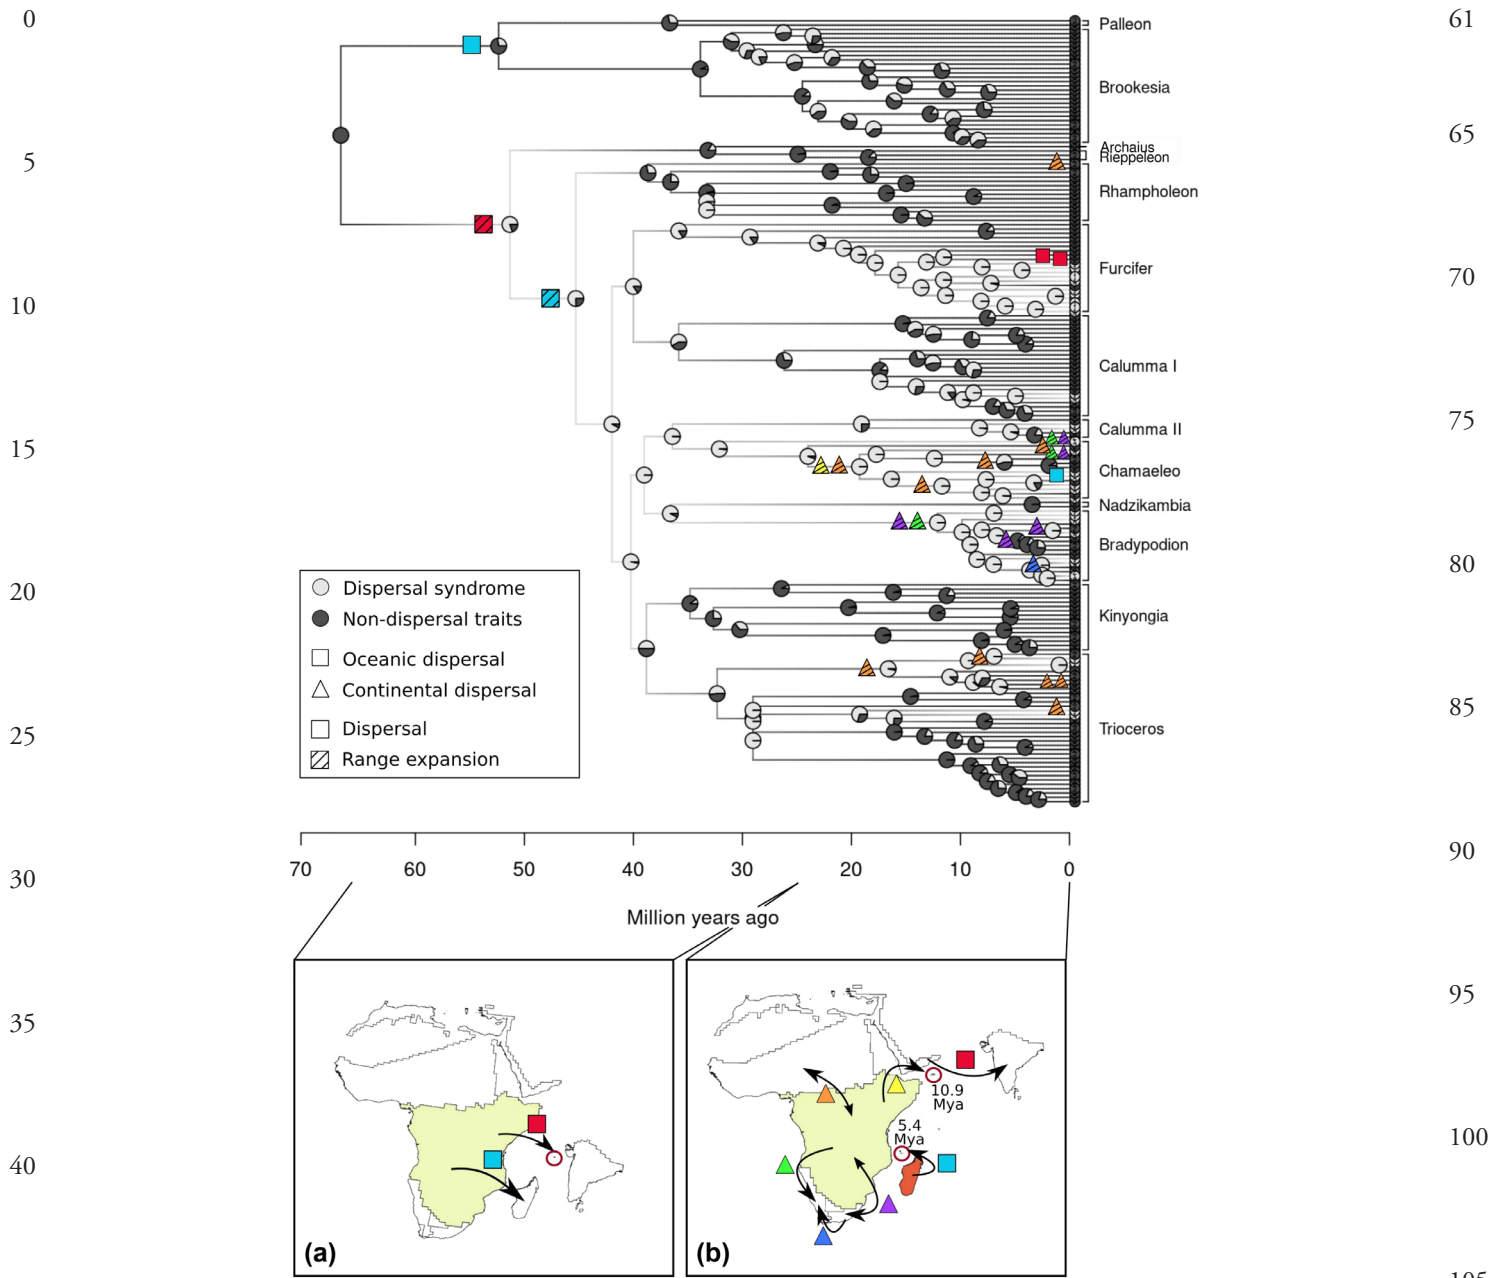 0
5
10
15
20
25
30
35
40
61
65
70
75
80
85
90
95
100
Palleon
Brookesia
Archaius
Rieppeleon
Rhampholeon
Furcifer
Calumma I
Calumma II
Chamaeleo
Nadzikambia
Bradypodion
Kinyongia
Trioceros
Dispersal syndrome
Non-dispersal traits
Oceanic dispersal
Continental dispersal
Dispersal
Range expansion
70 60 50 40 30 20 10 0
Million years ago
(a)
10.9
Mya
5.4
Mya
(b)